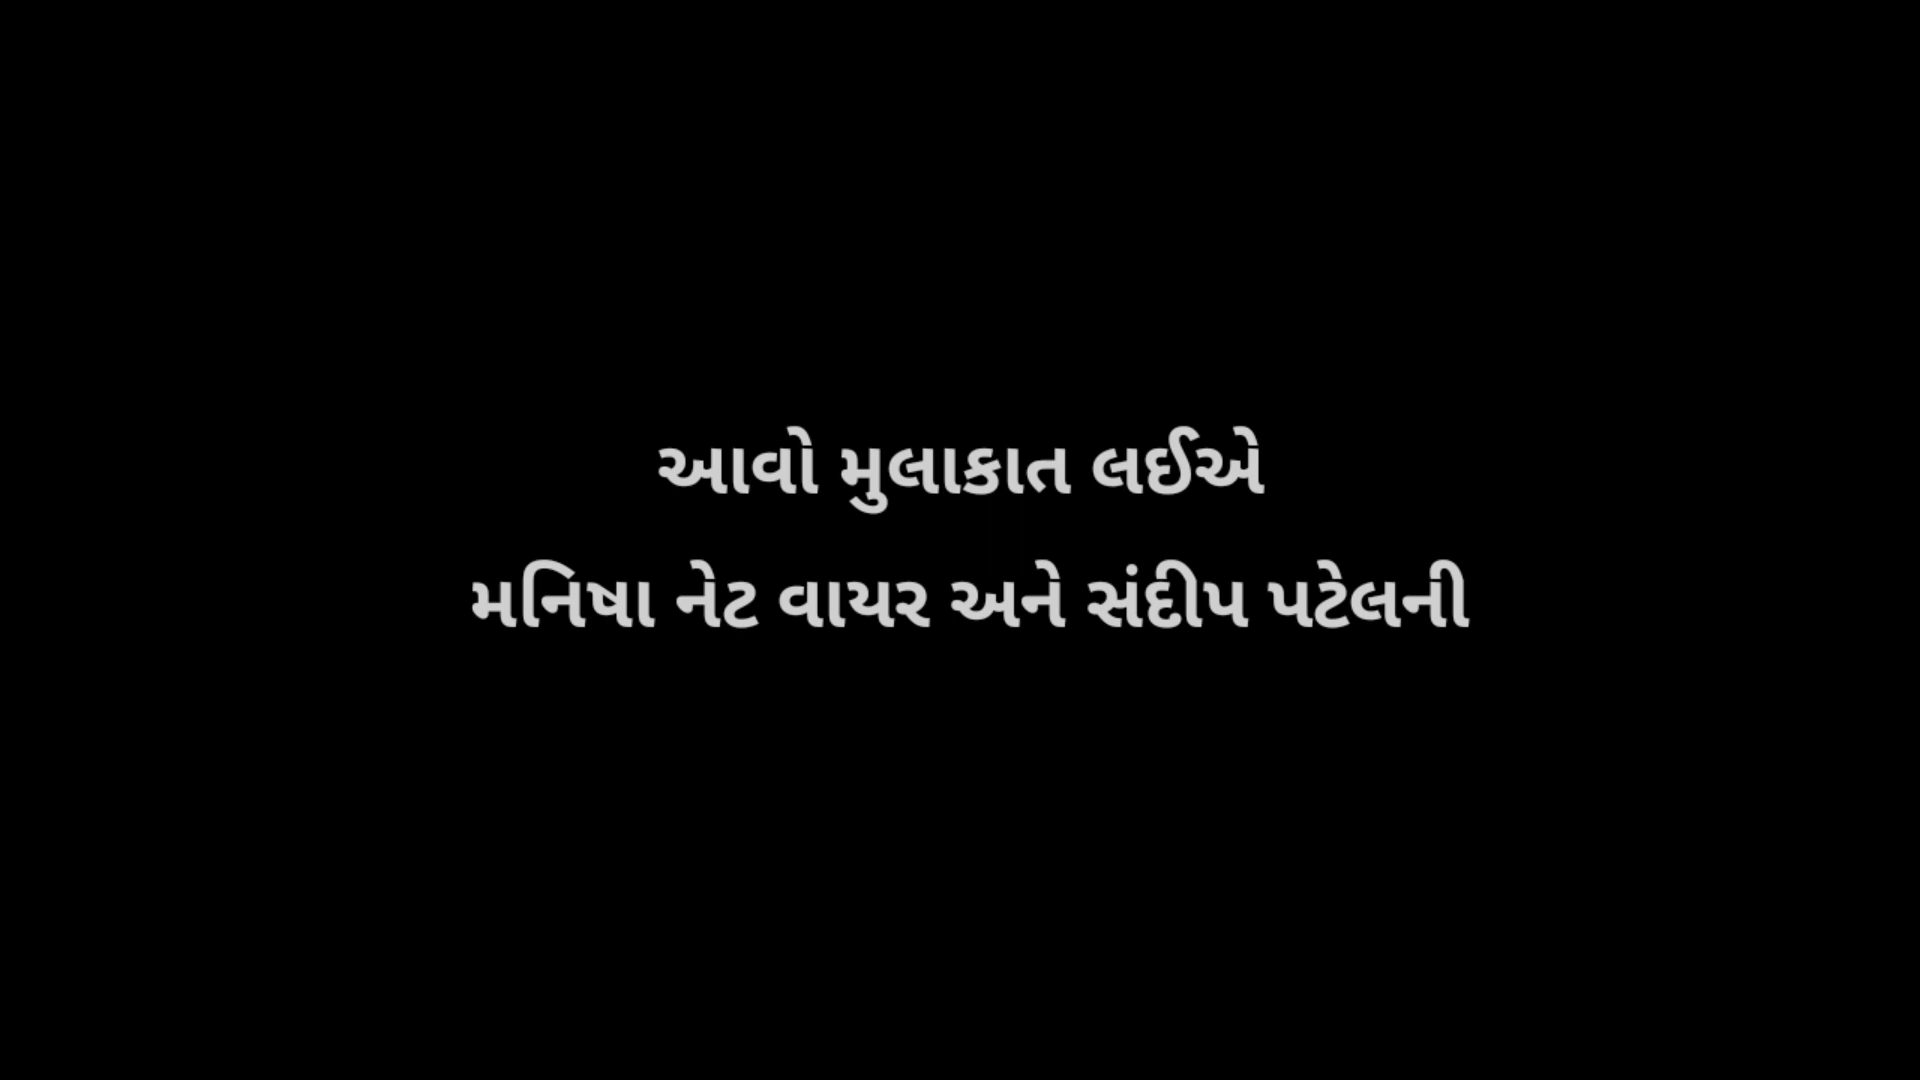 આવો મુલાકાત લઈએ
મનિષા નેટ વાયર અને સંદીપ પટેલની